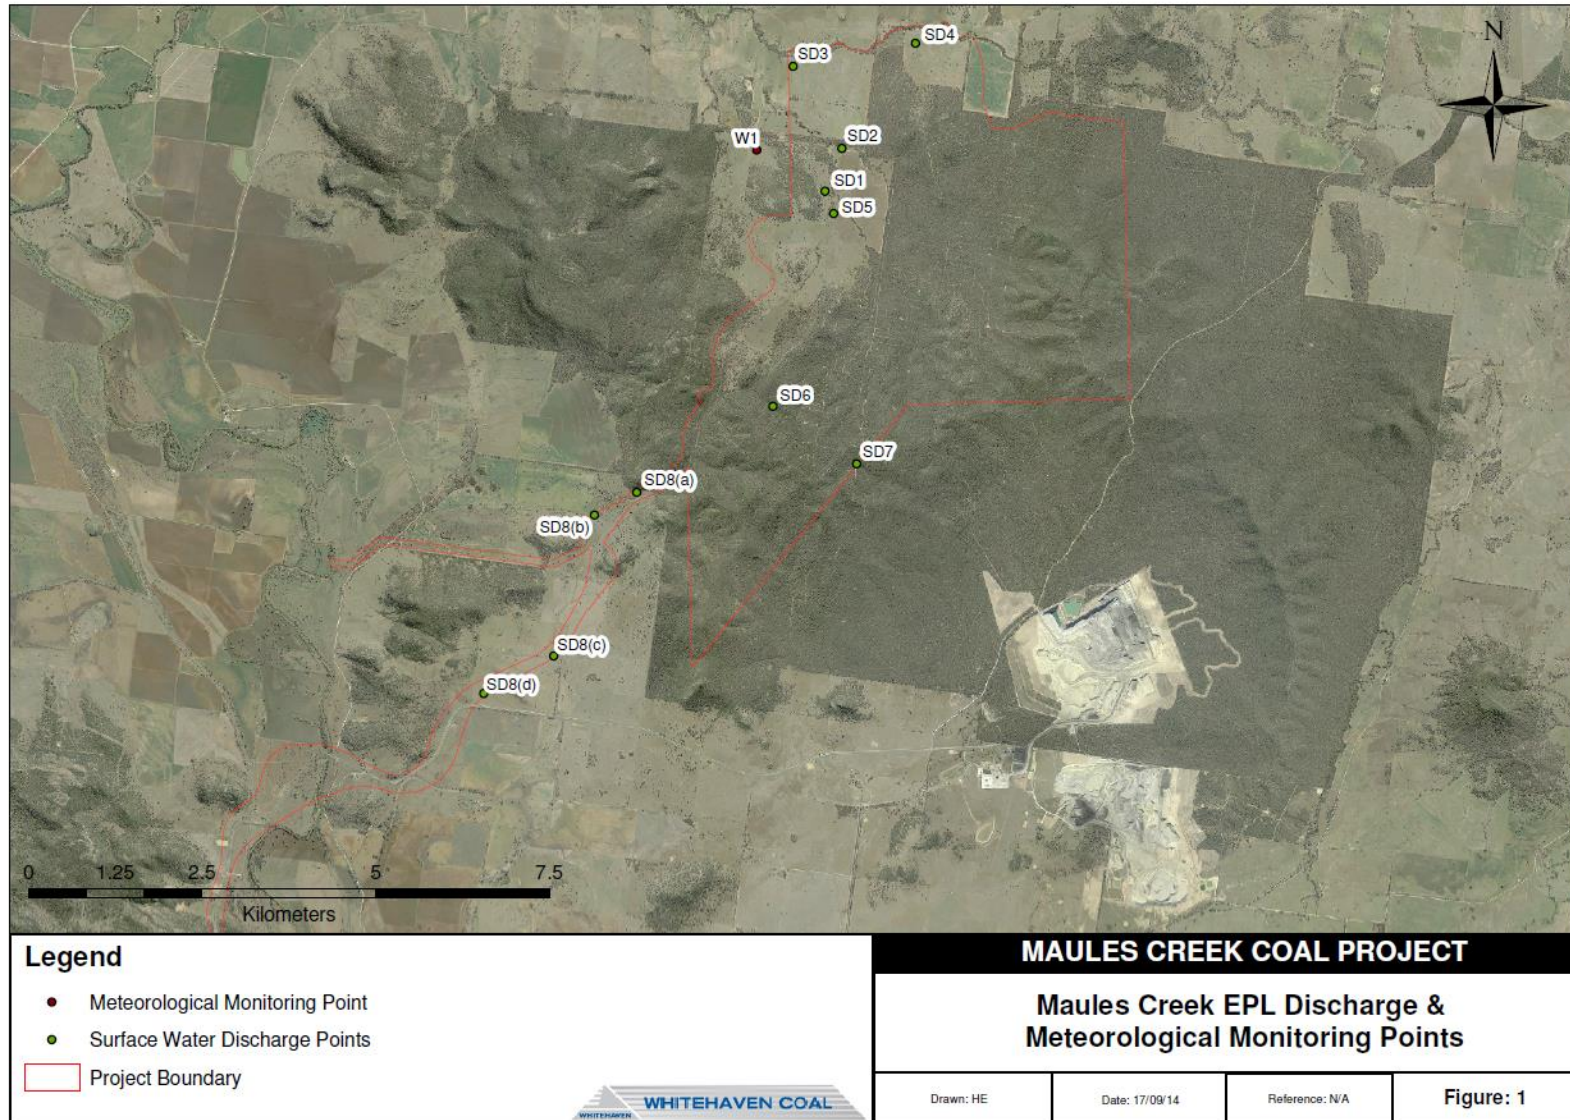 N
SD4
SD3
W1
SD2
SD1
SD5
SD6
SD7
SD8(a)
SD8(b)
SD8(c)
SD8(d)
0 1.25 2.5 5 7.5
Kilometers
Legend
Meteorological Monitoring Point
Surface Water Discharge Points
Project Boundary
WHITEHAVEN
WHITEHAVEN COAL
MAULES CREEK COAL PROJECT
Maules Creek EPL Discharge &
Meteorological Monitoring Points
Drawn: HE
Date: 17/09/14
Reference: N/A
Figure: 1